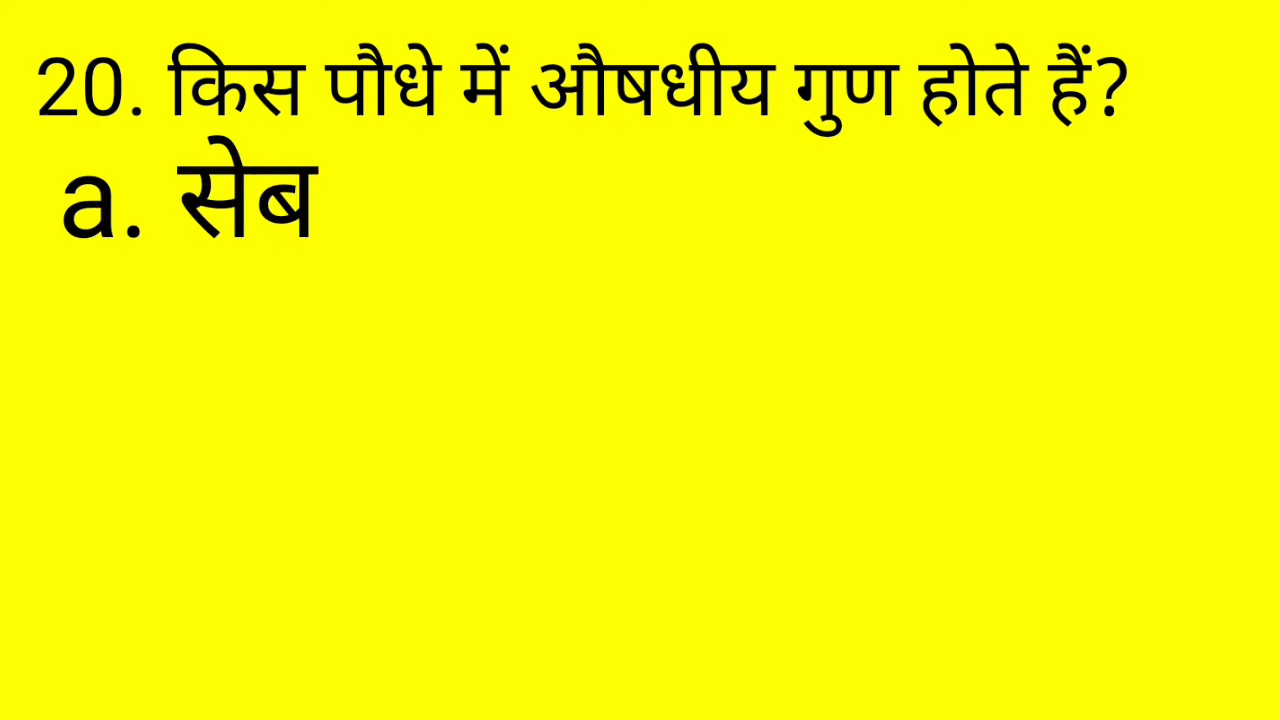 20. किस पौधे में औषधीय गुण होते हैं?
a. सेब